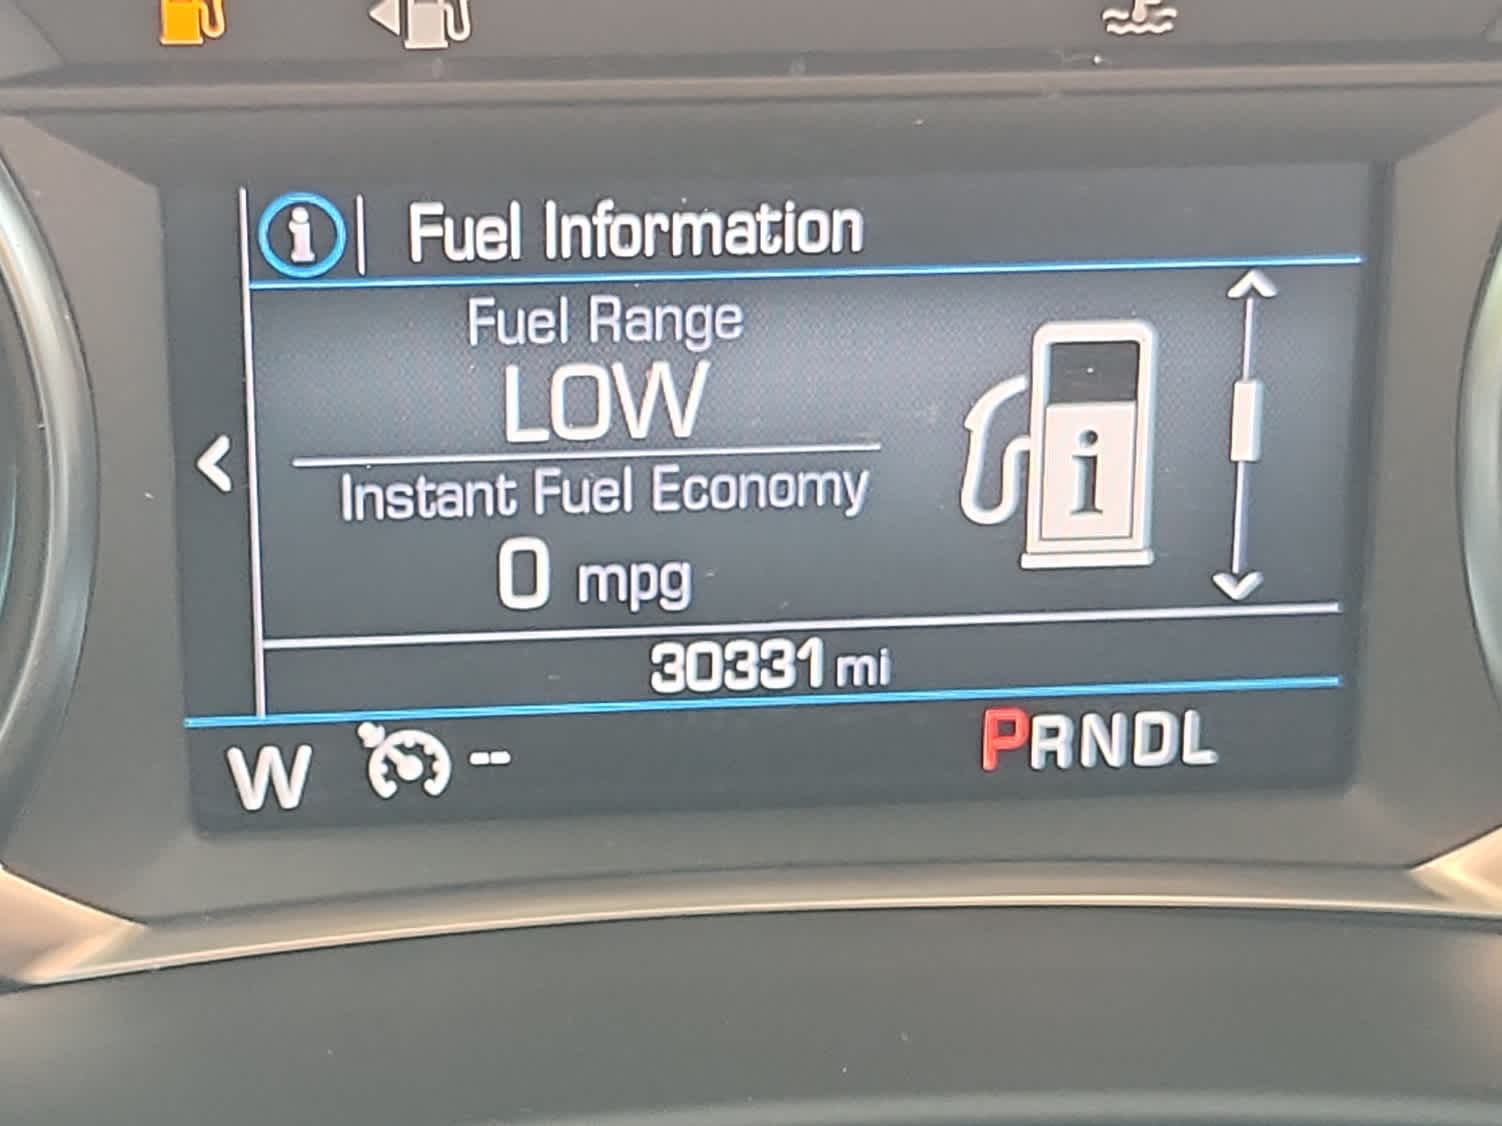 i Fuel Information
Fuel Range
LOW
Instant Fuel Economy
i
0 mpg
30331 mi
W -- PRNDL